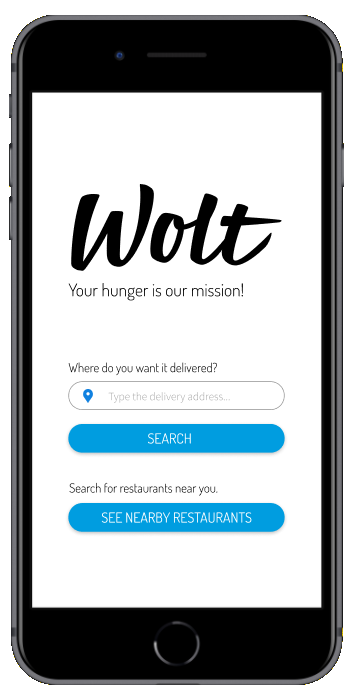 Wolt
Your hunger is our mission!
Where do you want it delivered?
Type the delivery address...
SEARCH
Search for restaurants near you.
SEE NEARBY RESTAURANTS